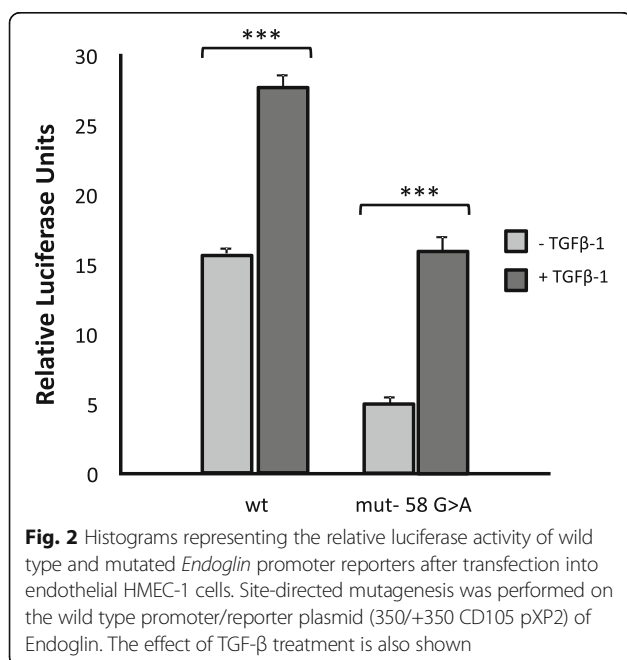 ***
***
30
25
20
15
10
5
0
Relative Luciferase Units
- TGFβ-1
+ TGFβ-1
wt
mut- 58 G>A
Fig. 2 Histograms representing the relative luciferase activity of wild
type and mutated Endoglin promoter reporters after transfection into
endothelial HMEC-1 cells. Site-directed mutagenesis was performed on
the wild type promoter/reporter plasmid (350/+350 CD105 pXP2) of
Endoglin. The effect of TGF-β treatment is also shown